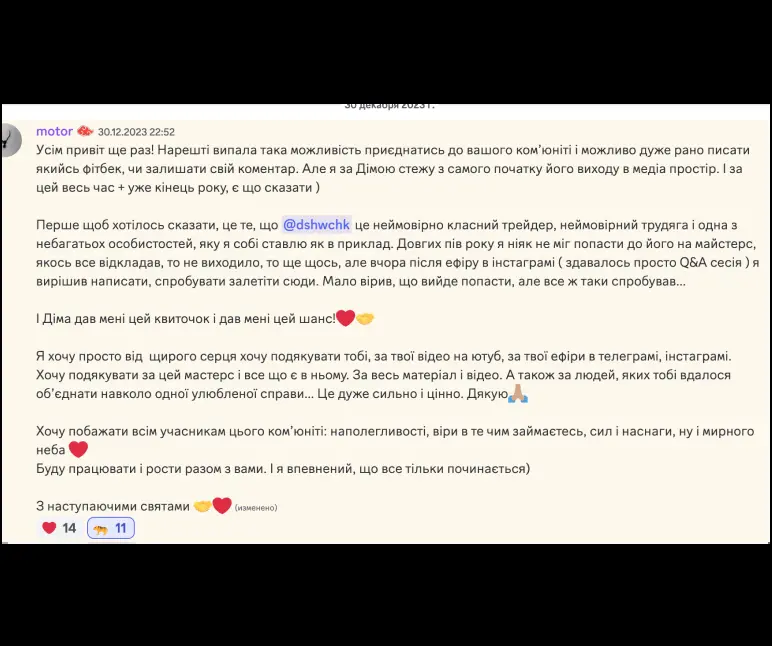 30 декабря 2023 г.
motor 30.12.2023 22:52
Усім привіт ще раз! Нарешті випала така можливість приєднатись до вашого ком'юніті і можливо дуже рано писати
якийсь фітбек, чи залишати свій коментар. Але я за Дімою стежу з самого початку його виходу в медіа простір. І за
цей весь час + уже кінець року, є що сказати )
Перше щоб хотілось сказати, це те, що @dshwchk це неймовірно класний трейдер, неймовірний трудяга і одна з
небагатьох особистостей, яку я собі ставлю як в приклад. Довгих пів року я ніяк не міг попасти до його на майстерс,
якось все відкладав, то не виходило, то ще щось, але вчора після ефіру в інстаграмі ( здавалось просто Q&A сесія ) я
вирішив написати, спробувати залетіти сюди. Мало вірив, що вийде попасти, але все ж таки спробував...
І Діма дав мені цей квиточок і дав мені цей шанс!❤️🤝
Я хочу просто від  щирого серця хочу подякувати тобі, за твої відео на ютуб, за твої ефіри в телеграмі, інстаграмі.
Хочу подякувати за цей мастерс і все що є в ньому. За весь матеріал і відео. А також за людей, яких тобі вдалося
об'єднати навколо одної улюбленої справи... Це дуже сильно і цінно. Дякую🙏🏼
Хочу побажати всім учасникам цього ком'юніті: наполегливості, віри в те чим займаєтесь, сил і наснаги, ну і мирного
неба ❤️
Буду працювати і рости разом з вами. І я впевнений, що все тільки починається)
З наступаючими святами 🤝❤️ (изменено)
❤️ 14 🐅 11